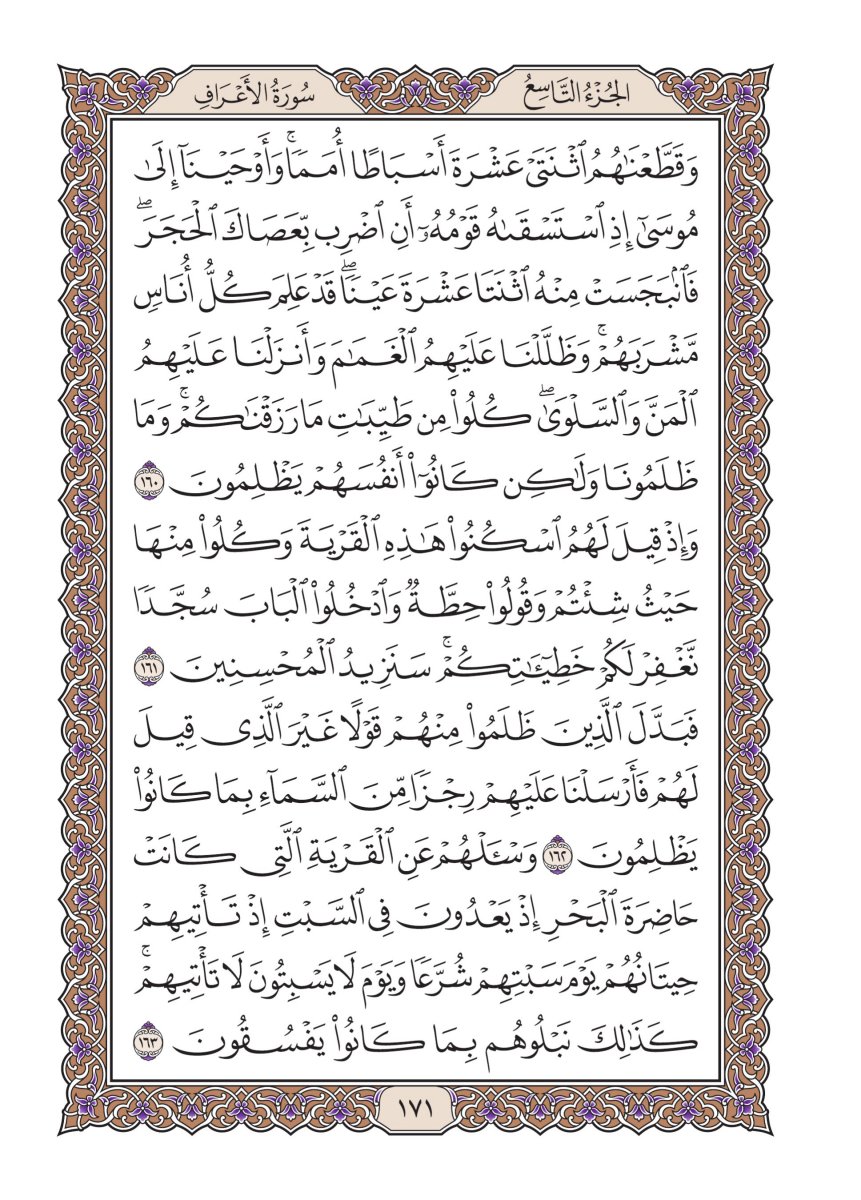 الجُزْءُ التَّاسِعُ
سُورَةُ الأَعْرَافِ
وَقَطَّعْنَٰهُمُ ٱثْنَتَىْ عَشْرَةَ أَسْبَاطًا أُمَمًاۚ وَأَوْحَيْنَآ إِلَىٰ
مُوسَىٰٓ إِذِ ٱسْتَسْقَىٰهُ قَوْمُهُۥٓ أَنِ ٱضْرِب بِّعَصَاكَ ٱلْحَجَرَۖ
فَٱنۢبَجَسَتْ مِنْهُ ٱثْنَتَا عَشْرَةَ عَيْنًاۖ قَدْ عَلِمَ كُلُّ أُنَاسٍ
مَّشْرَبَهُمْۚ وَظَلَّلْنَا عَلَيْهِمُ ٱلْغَمَٰمَ وَأَنزَلْنَا عَلَيْهِمُ
ٱلْمَنَّ وَٱلسَّلْوَىٰۖ كُلُوا۟ مِن طَيِّبَٰتِ مَا رَزَقْنَٰكُمْۚ وَمَا
ظَلَمُونَا وَلَٰكِن كَانُوٓا۟ أَنفُسَهُمْ يَظْلِمُونَ ١٦٠
وَإِذْ قِيلَ لَهُمُ ٱسْكُنُوا۟ هَٰذِهِ ٱلْقَرْيَةَ وَكُلُوا۟ مِنْهَا
حَيْثُ شِئْتُمْ وَقُولُوا۟ حِطَّةٌ وَٱدْخُلُوا۟ ٱلْبَابَ سُجَّدًا
نَّغْفِرْ لَكُمْ خَطِيٓـَٰٔتِكُمْۚ سَنَزِيدُ ٱلْمُحْسِنِينَ ١٦١
فَبَدَّلَ ٱلَّذِينَ ظَلَمُوا۟ مِنْهُمْ قَوْلًا غَيْرَ ٱلَّذِى قِيلَ
لَهُمْ فَأَرْسَلْنَا عَلَيْهِمْ رِجْزًا مِّنَ ٱلسَّمَآءِ بِمَا كَانُوا۟
يَظْلِمُونَ ١٦٢ وَسْـَٔلْهُمْ عَنِ ٱلْقَرْيَةِ ٱلَّتِى كَانَتْ
حَاضِرَةَ ٱلْبَحْرِ إِذْ يَعْدُونَ فِى ٱلسَّبْتِ إِذْ تَأْتِيهِمْ
حِيتَانُهُمْ يَوْمَ سَبْتِهِمْ شُرَّعًا وَيَوْمَ لَا يَسْبِتُونَ لَا تَأْتِيهِمْۚ
كَذَٰلِكَ نَبْلُوهُم بِمَا كَانُوا۟ يَفْسُقُونَ ١٦٣
١٧١